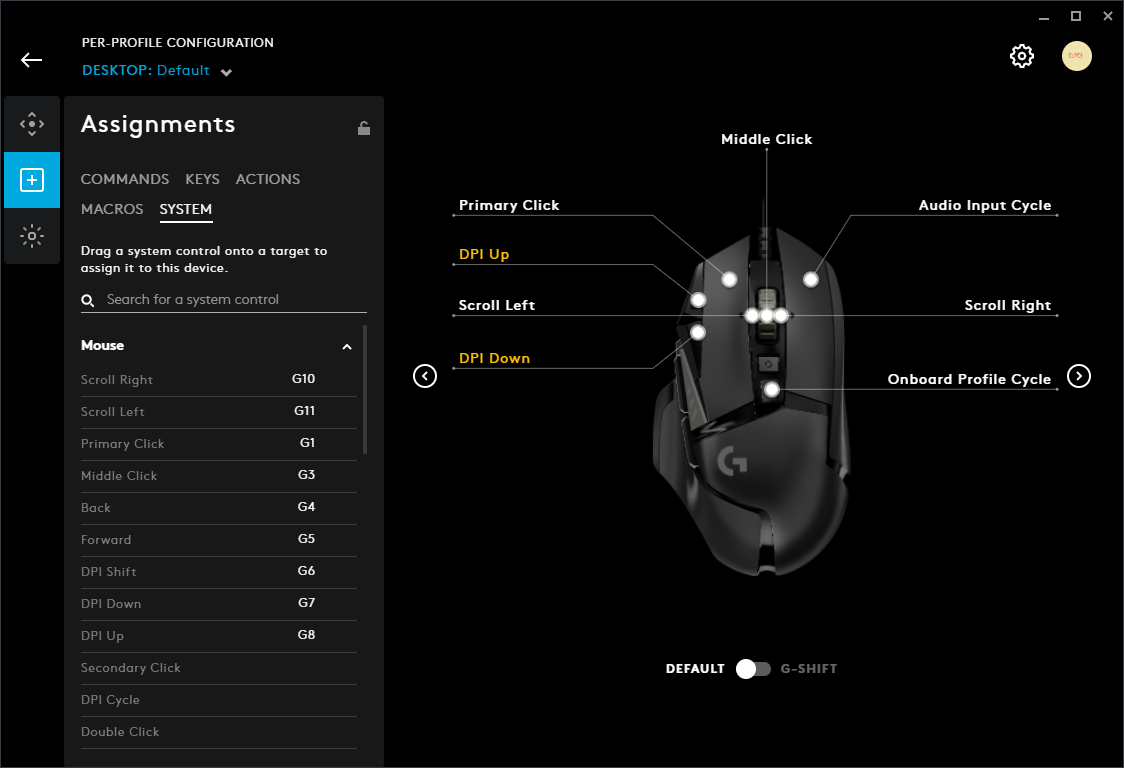 PER-PROFILE CONFIGURATION
DESKTOP: Default
Assignments
COMMANDS KEYS ACTIONS
MACROS SYSTEM
Drag a system control onto a target to
assign it to this device.
Search for a system control
Mouse
Scroll Right G10
Scroll Left G11
Primary Click G1
Middle Click G3
Back G4
Forward G5
DPI Shift G6
DPI Down G7
DPI Up G8
Secondary Click
DPI Cycle
Double Click
Middle Click
Primary Click
Audio Input Cycle
DPI Up
Scroll Left
Scroll Right
DPI Down
Onboard Profile Cycle
DEFAULT G-SHIFT